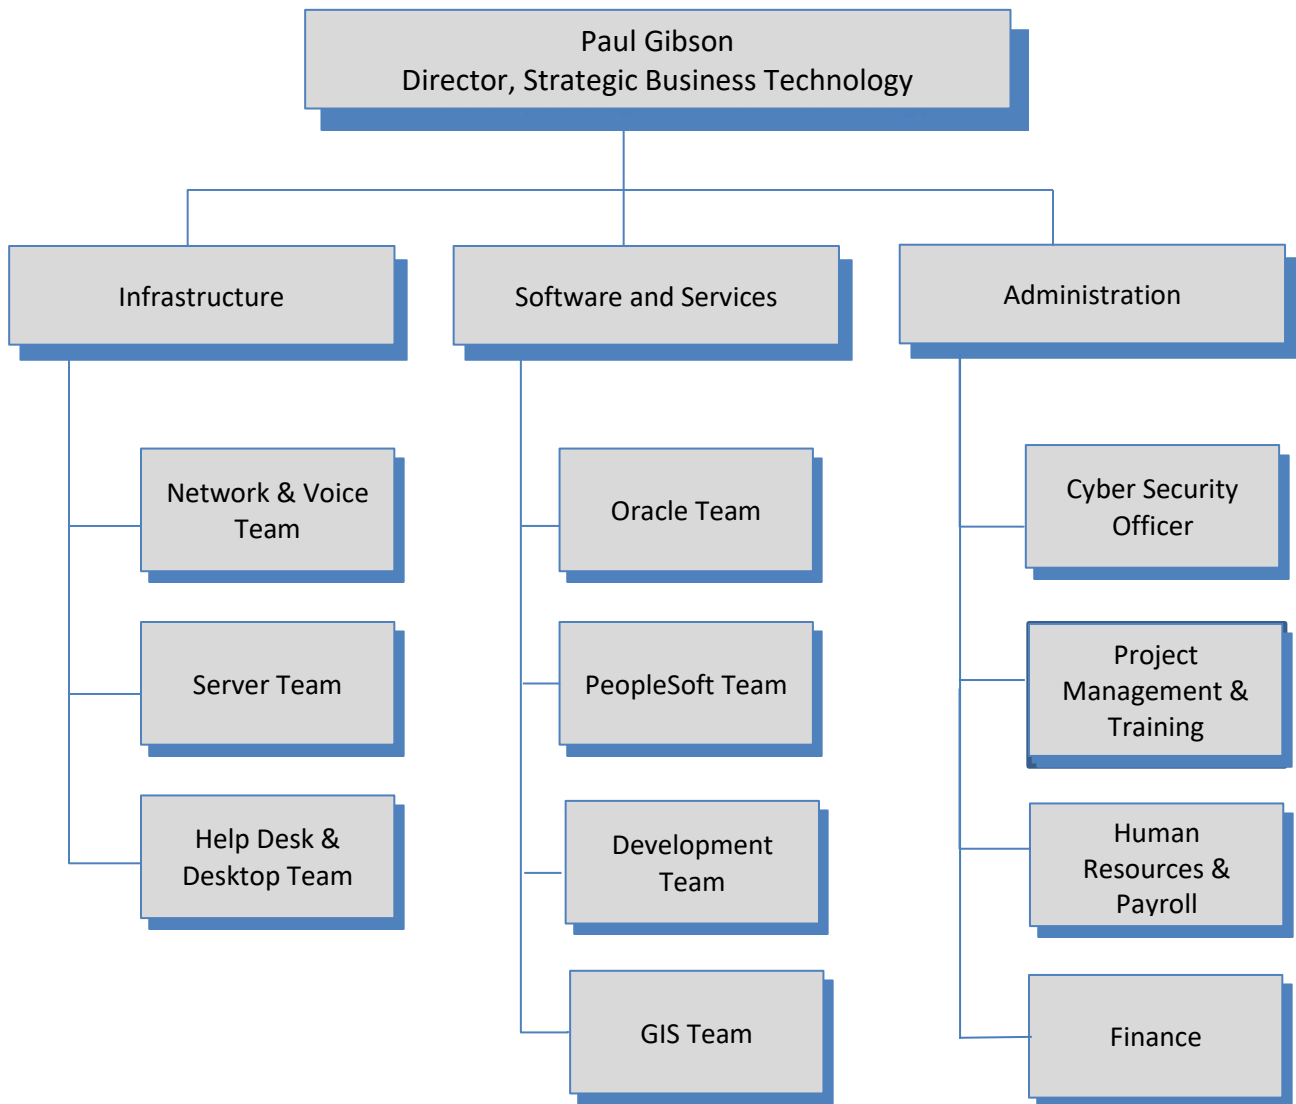 Paul Gibson
Director, Strategic Business Technology
Infrastructure
Software and Services
Administration
Network & Voice
Team
Server Team
Help Desk &
Desktop Team
Oracle Team
PeopleSoft Team
Development
Team
GIS Team
Cyber Security
Officer
Project
Management &
Training
Human
Resources &
Payroll
Finance